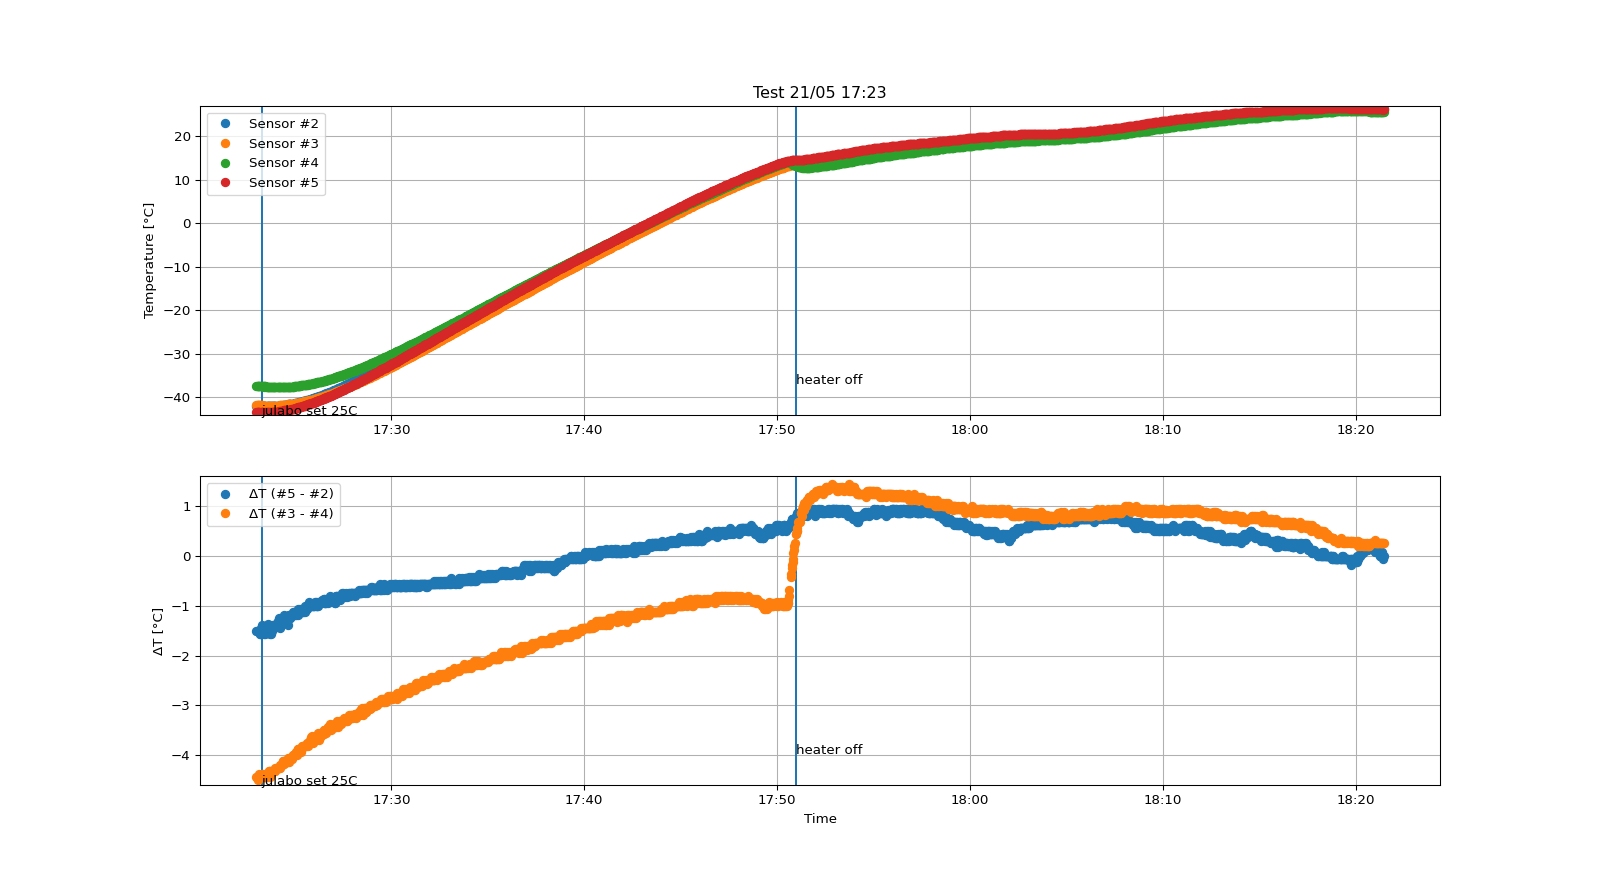 Test 21/05 17:23
Temperature [°C]
20
10
0
−10
−20
−30
−40
Sensor #2
Sensor #3
Sensor #4
Sensor #5
heater off
julabo set 25C
17:30
17:40
17:50
18:00
18:10
18:20
ΔT [°C]
1
0
−1
−2
−3
−4
ΔT (#5 - #2)
ΔT (#3 - #4)
heater off
julabo set 25C
17:30
17:40
17:50
18:00
18:10
18:20
Time